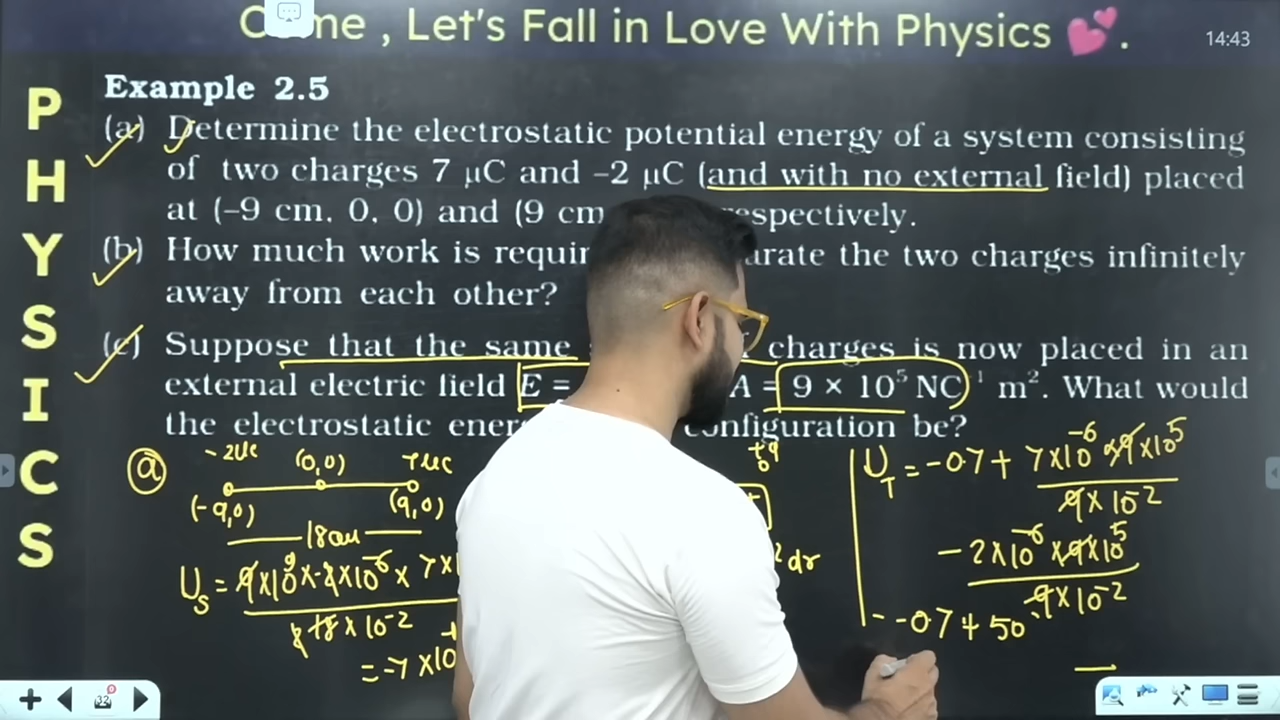 C me , Let's Fall in Love With Physics 💕.
14:43
PHYSICS
Example 2.5
(a) Determine the electrostatic potential energy of a system consisting
of two charges 7 μC and –2 μC (and with no external field) placed
at (–9 cm, 0, 0) and (9 cm respectively.
(b) How much work is requir arate the two charges infinitely
away from each other?
(c) Suppose that the same charges is now placed in an
external electric field E = A = 9 × 10⁵ NC⁻¹ m². What would
the electrostatic ener configuration be?
ⓐ -2μC (0,0) 7μC
(-9,0) (9,0)
18cm
U_S = 9×10⁹×-2×10⁻⁶ × 7×1
18×10⁻²
= -7×10
+q
² dr
U_T = -0.7 + 7×10⁻⁶ × 9×10⁵
9×10⁻²
-2×10⁻⁶ × 9×10⁵
9×10⁻²
-0.7 + 50
32